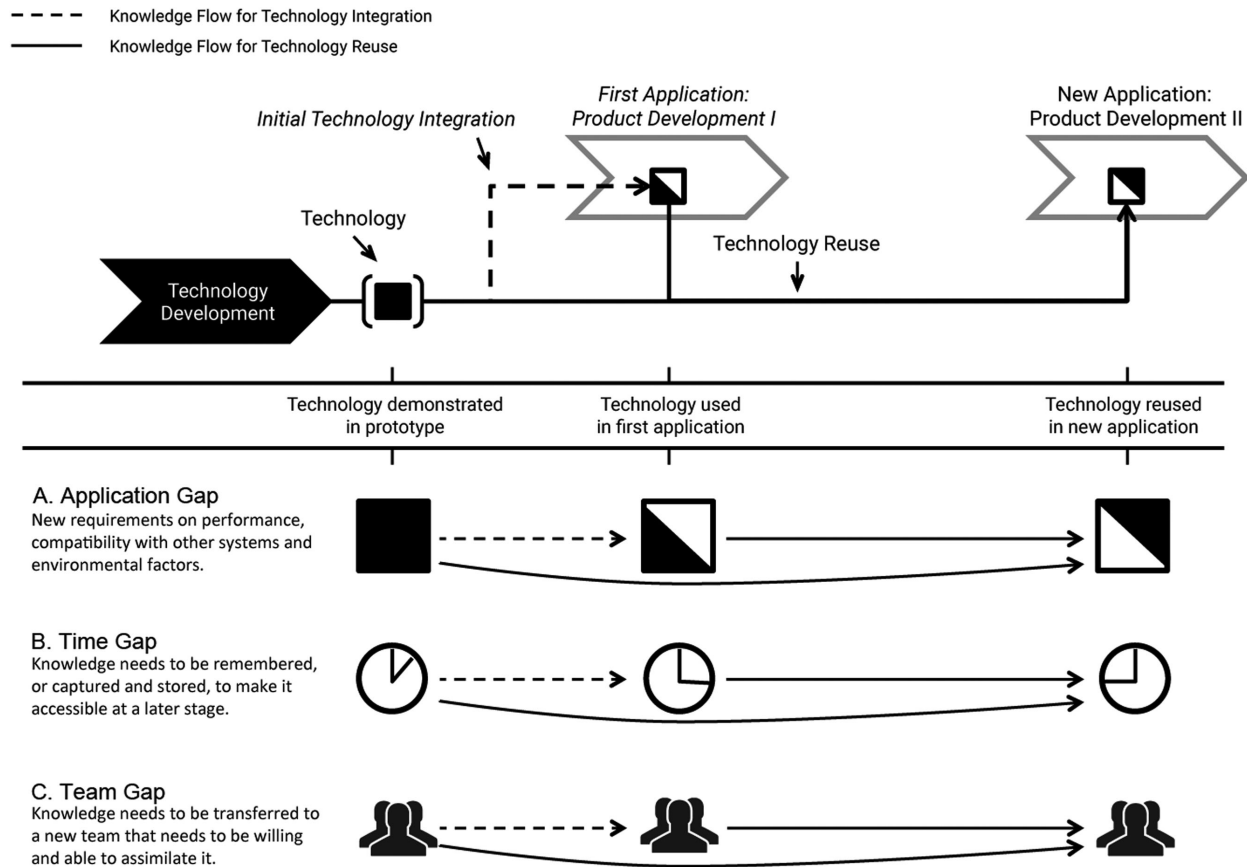 Knowledge Flow for Technology Integration
Knowledge Flow for Technology Reuse
First Application:
Product Development I
New Application:
Product Development II
Initial Technology Integration
Technology
Technology Reuse
Technology
Development
Technology demonstrated
in prototype
Technology used
in first application
Technology reused
in new application
A. Application Gap
New requirements on performance,
compatibility with other systems and
environmental factors.
B. Time Gap
Knowledge needs to be remembered,
or captured and stored, to make it
accessible at a later stage.
C. Team Gap
Knowledge needs to be transferred to
a new team that needs to be willing
and able to assimilate it.